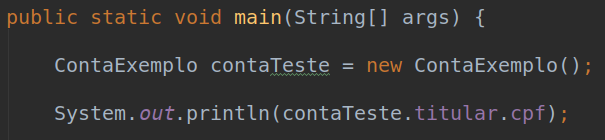 public static void main(String[] args) {
ContaExemplo contaTeste = new ContaExemplo();
System.out.println(contaTeste.titular.cpf);